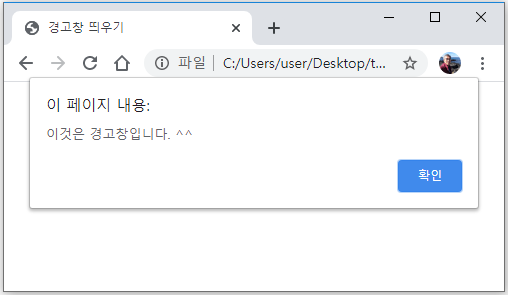 경고창 띄우기
파일 C:/Users/user/Desktop/t...
이 페이지 내용:
이것은 경고창입니다. ^^
확인